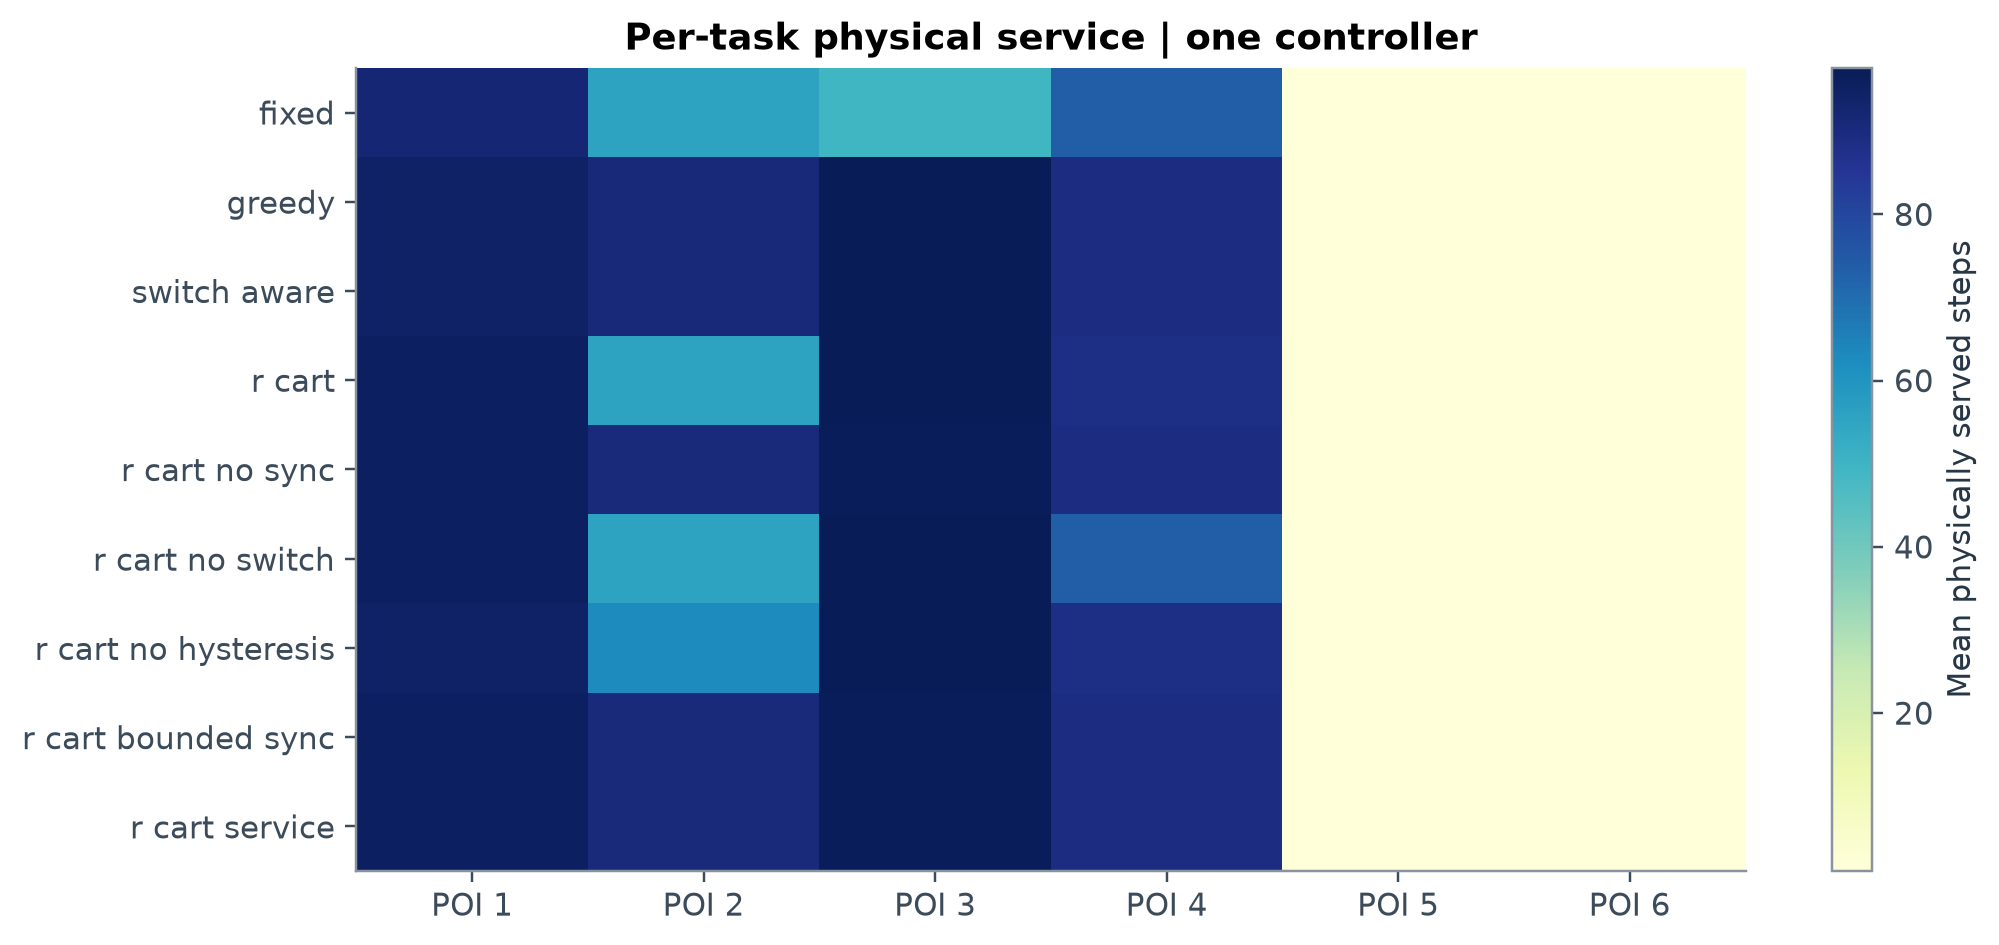 Per-task physical service | one controller
fixed
greedy
switch aware
r cart
r cart no sync
r cart no switch
r cart no hysteresis
r cart bounded sync
r cart service
POI 1 POI 2 POI 3 POI 4 POI 5 POI 6
80
60
40
20
Mean physically served steps